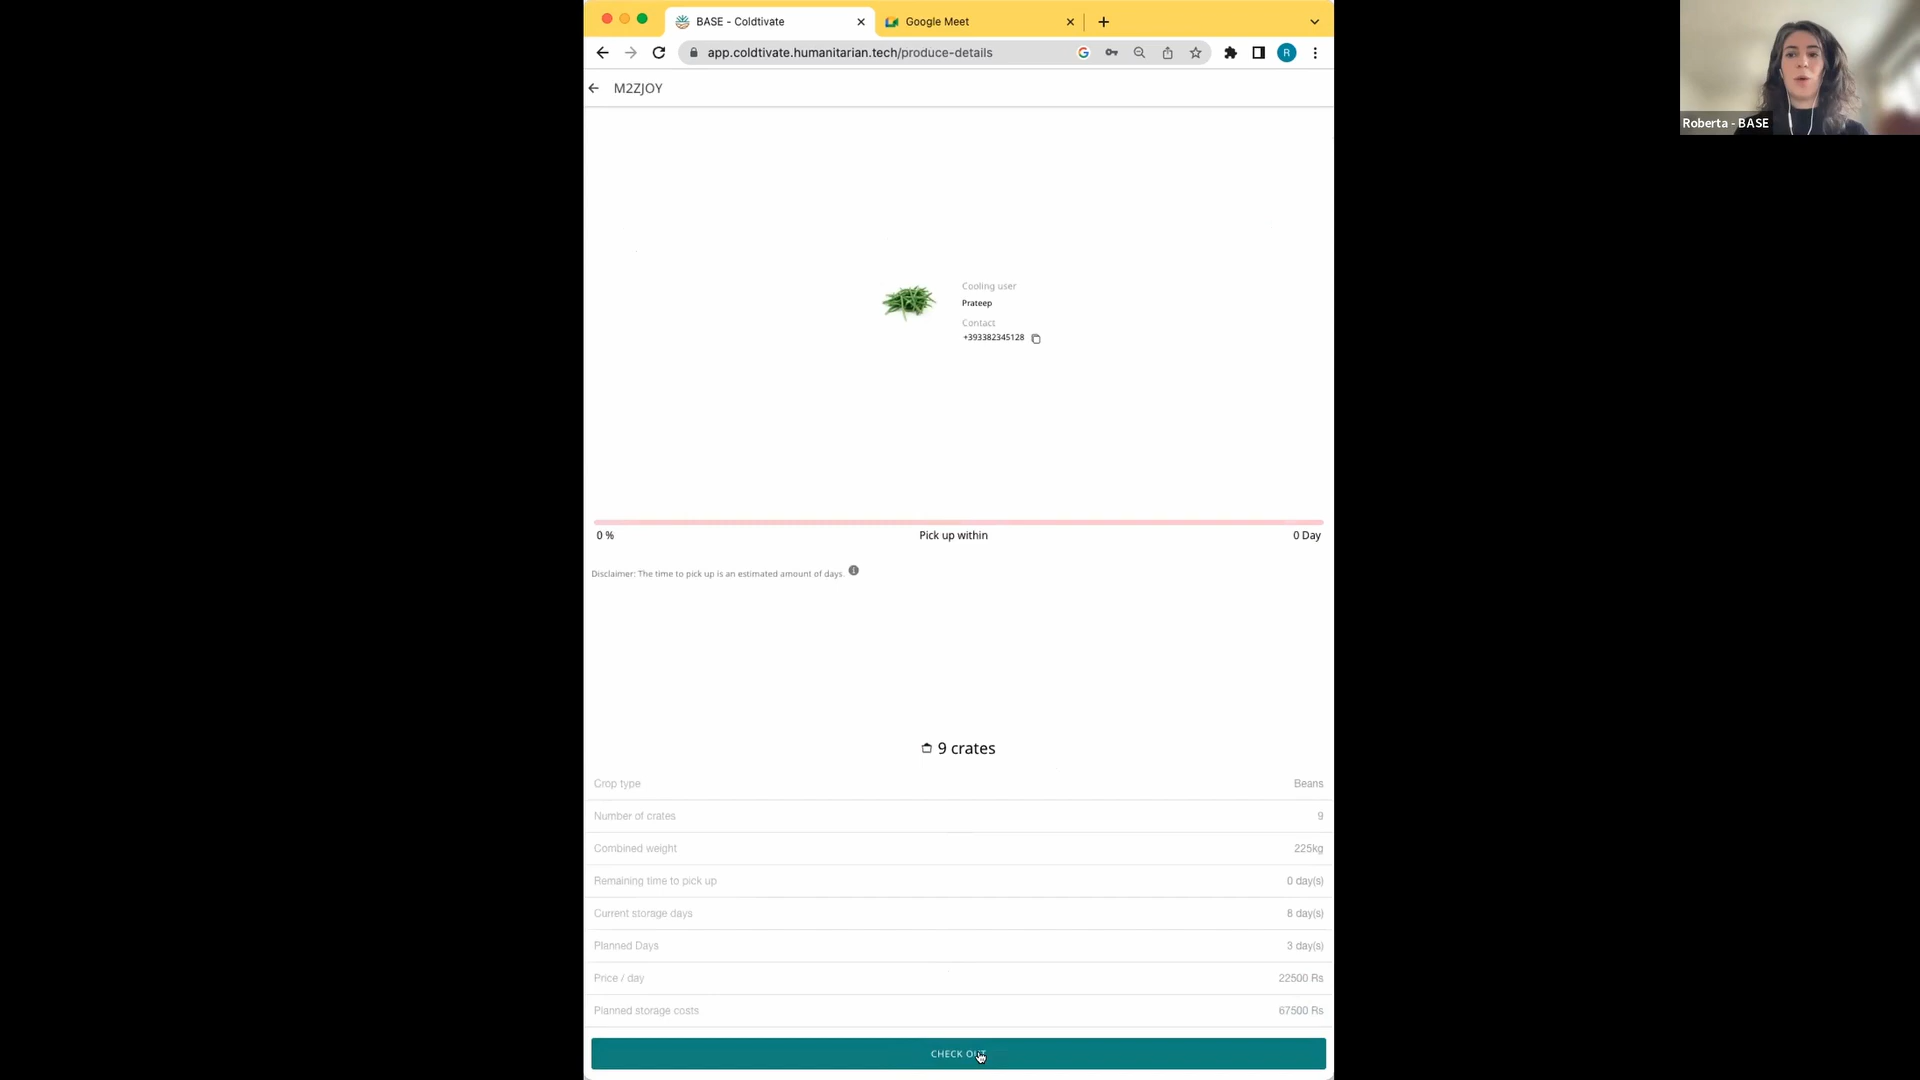 BASE - Coldtivate
Google Meet
app.coldtivate.humanitarian.tech/produce-details
R
M2ZJOY
Roberta - BASE
Cooling user
Prateep
Contact
+393382345128
0 %
Pick up within
0 Day
Disclaimer: The time to pick up is an estimated amount of days.
9 crates
Crop type
Beans
Number of crates
9
Combined weight
225kg
Remaining time to pick up
0 day(s)
Current storage days
8 day(s)
Planned Days
3 day(s)
Price / day
22500 Rs
Planned storage costs
67500 Rs
CHECK OUT